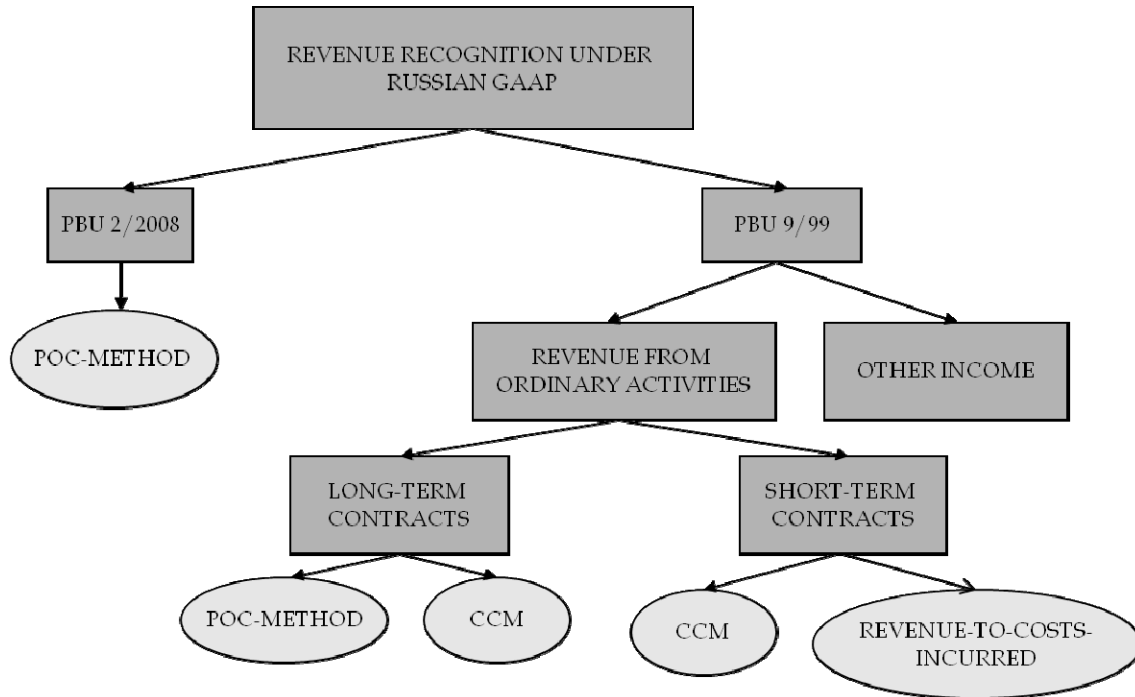 REVENUE RECOGNITION UNDER
RUSSIAN GAAP
PBU 2/2008
PBU 9/99
POC-METHOD
REVENUE FROM
ORDINARY ACTIVITIES
OTHER INCOME
LONG-TERM
CONTRACTS
SHORT-TERM
CONTRACTS
POC-METHOD
CCM
CCM
REVENUE-TO-COSTS-
INCURRED